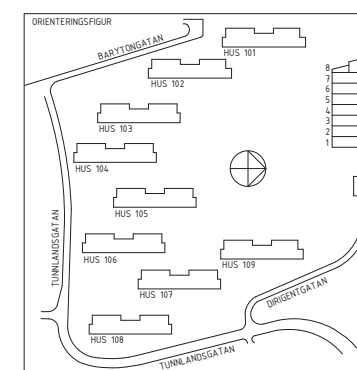 ORIENTERINGSFIGUR
BARYTONGATAN
HUS 101
HUS 102
8
7
6
5
4
3
2
1
HUS 103
HUS 104
HUS 105
TUNNLANDSGATAN
HUS 106
HUS 109
HUS 107
DIRIGENTGATAN
HUS 108
TUNNLANDSGATAN